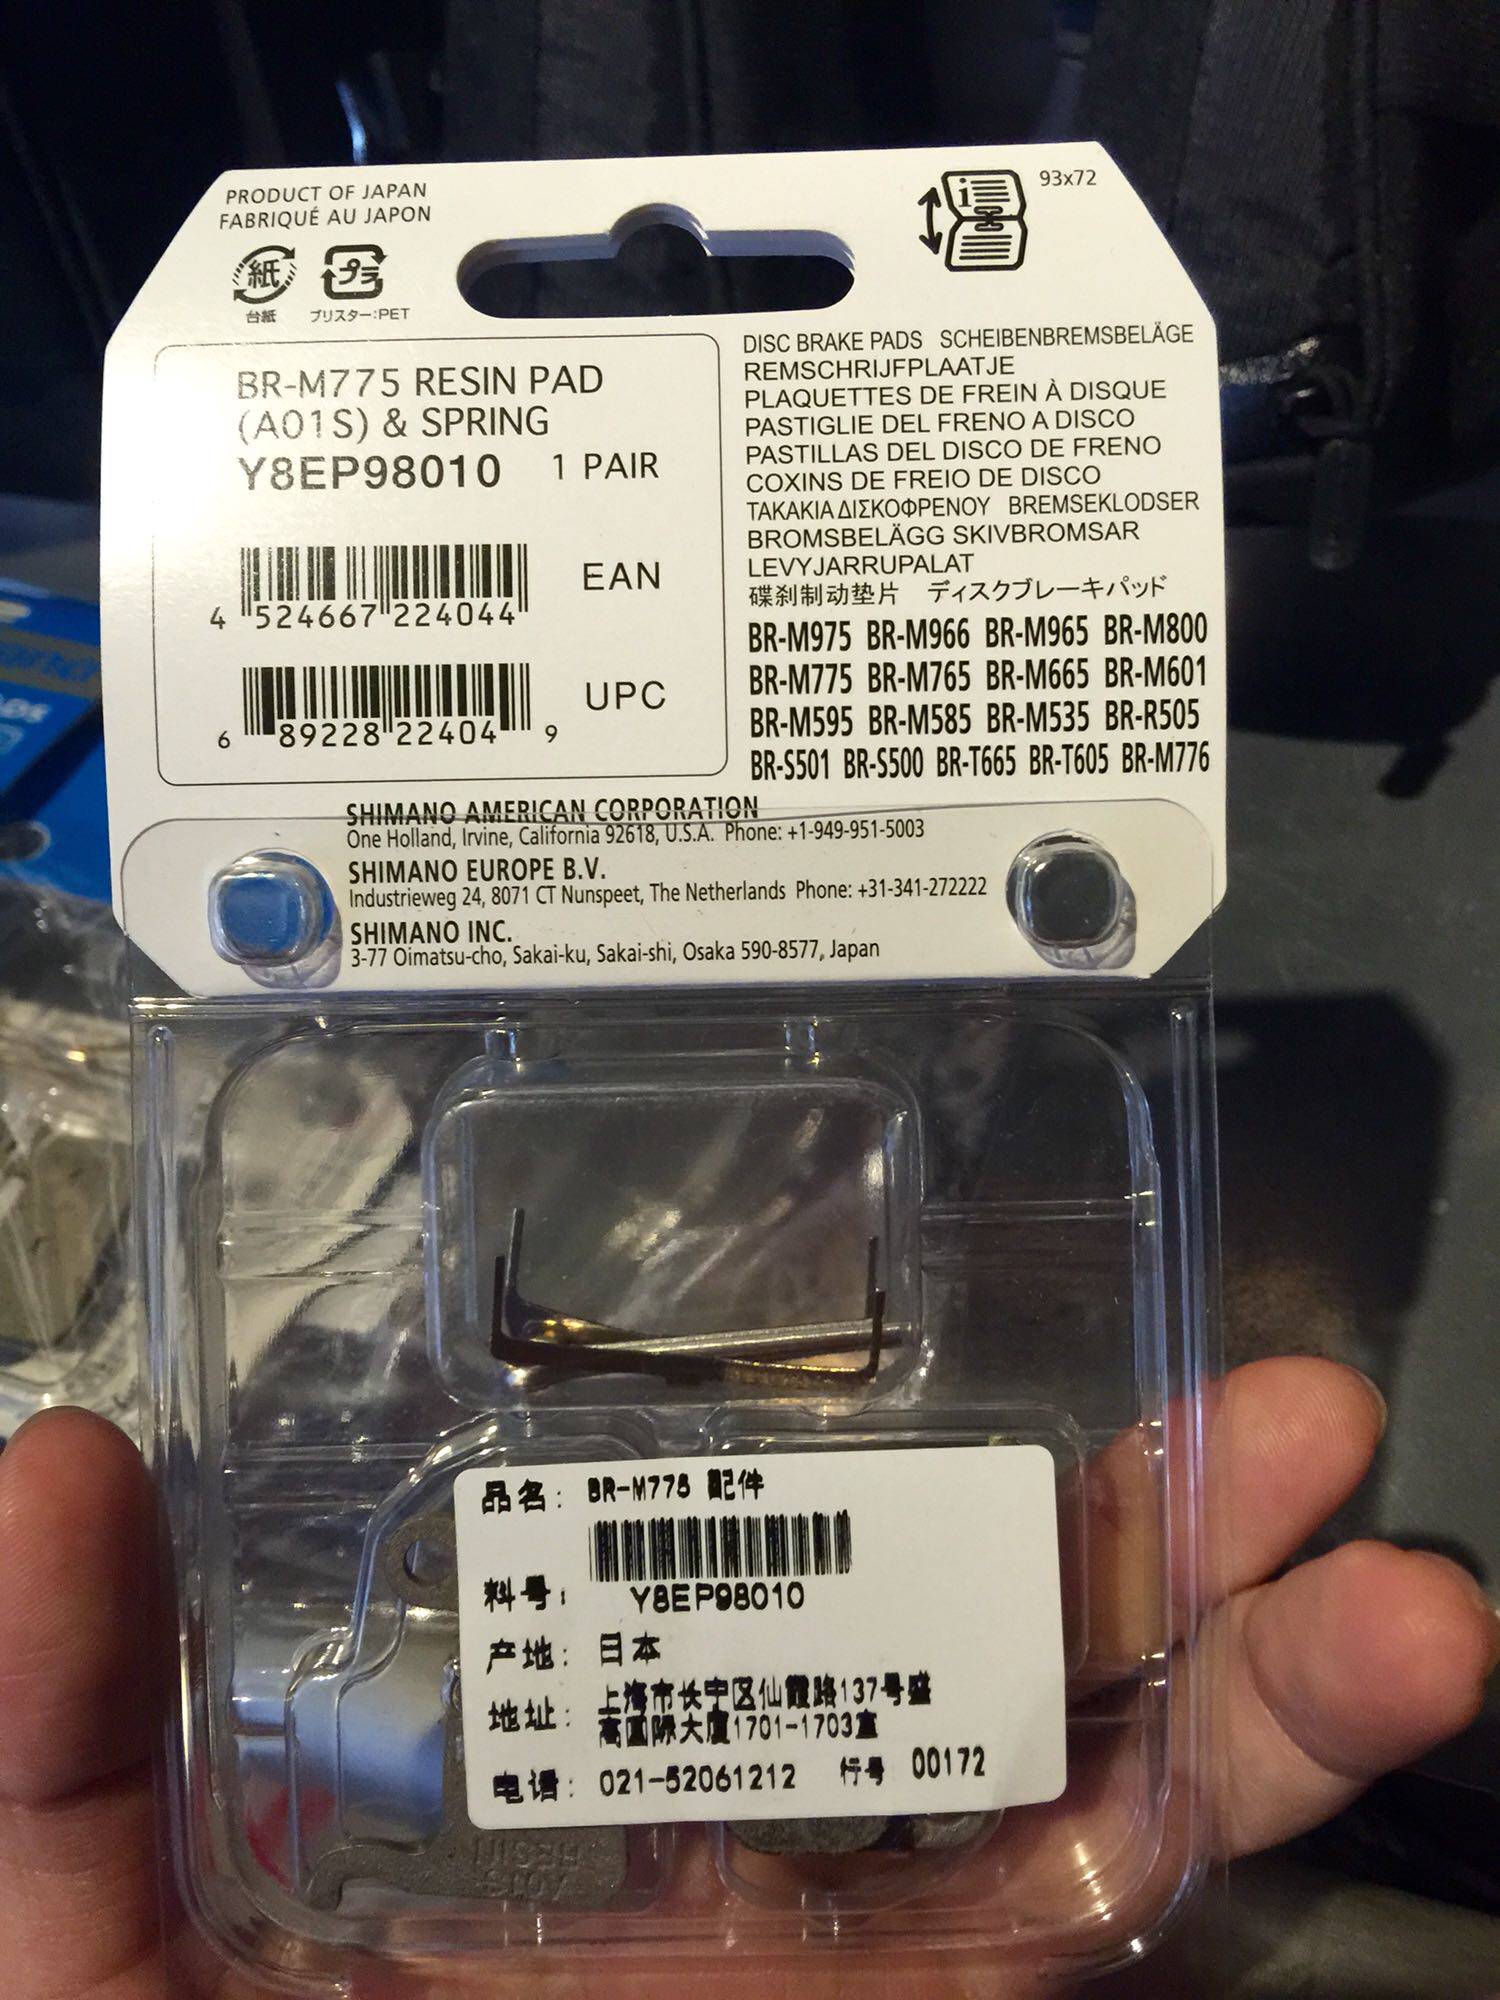 PRODUCT OF JAPAN
FABRIQUÉ AU JAPON
紙
プラ
台紙
ブリスター:PET
i
93x72
BR-M775 RESIN PAD
(A01S) & SPRING
Y8EP98010 1 PAIR
4 524667 224044
EAN
6 89228 22404 9
UPC
DISC BRAKE PADS SCHEIBENBREMSBELÄGE
REMSCHRIJFPLAATJE
PLAQUETTES DE FREIN À DISQUE
PASTIGLIE DEL FRENO A DISCO
PASTILLAS DEL DISCO DE FRENO
COXINS DE FREIO DE DISCO
ΤΑΚΑΚΙΑ ΔΙΣΚΟΦΡΕΝΟΥ BREMSEKLODSER
BROMSBELÄGG SKIVBROMSAR
LEVYJARRUPALAT
碟刹制动垫片 ディスクブレーキパッド
BR-M975 BR-M966 BR-M965 BR-M800
BR-M775 BR-M765 BR-M665 BR-M601
BR-M595 BR-M585 BR-M535 BR-R505
BR-S501 BR-S500 BR-T665 BR-T605 BR-M776
SHIMANO AMERICAN CORPORATION
One Holland, Irvine, California 92618, U.S.A. Phone: +1-949-951-5003
SHIMANO EUROPE B.V.
Industrieweg 24, 8071 CT Nunspeet, The Netherlands Phone: +31-341-272222
SHIMANO INC.
3-77 Oimatsu-cho, Sakai-ku, Sakai-shi, Osaka 590-8577, Japan
品名: BR-M775 配件
料号: Y8EP98010
产地: 日本
地址: 上海市长宁区仙霞路137号盛
高国际大厦1701-1703室
电话: 021-52061212 行号 00172
RESIN
A01S